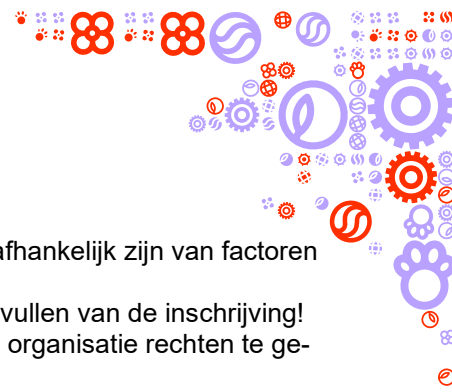 afhankelijk zijn van factoren
vullen van de inschrijving!
organisatie rechten te ge-